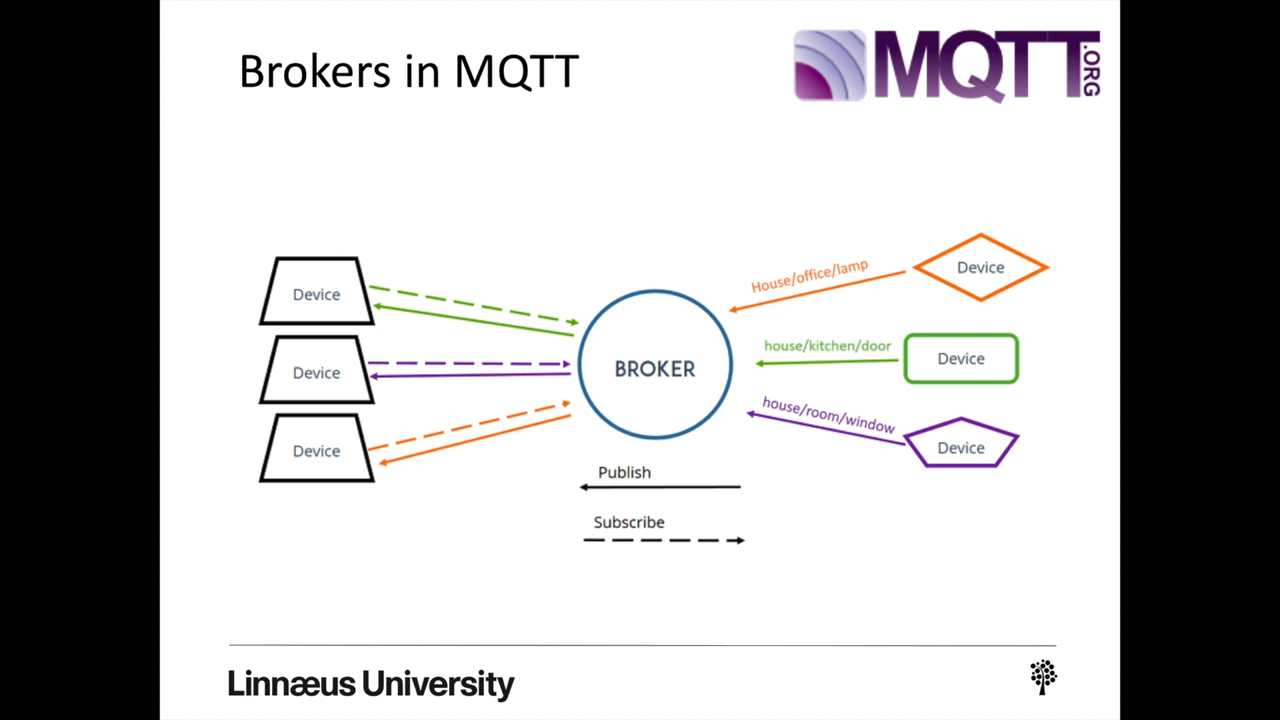 Brokers in MQTT
MQTT.ORG
Device
Device
Device
BROKER
House/office/lamp
Device
house/kitchen/door
Device
house/room/window
Device
Publish
Subscribe
Linnæus University